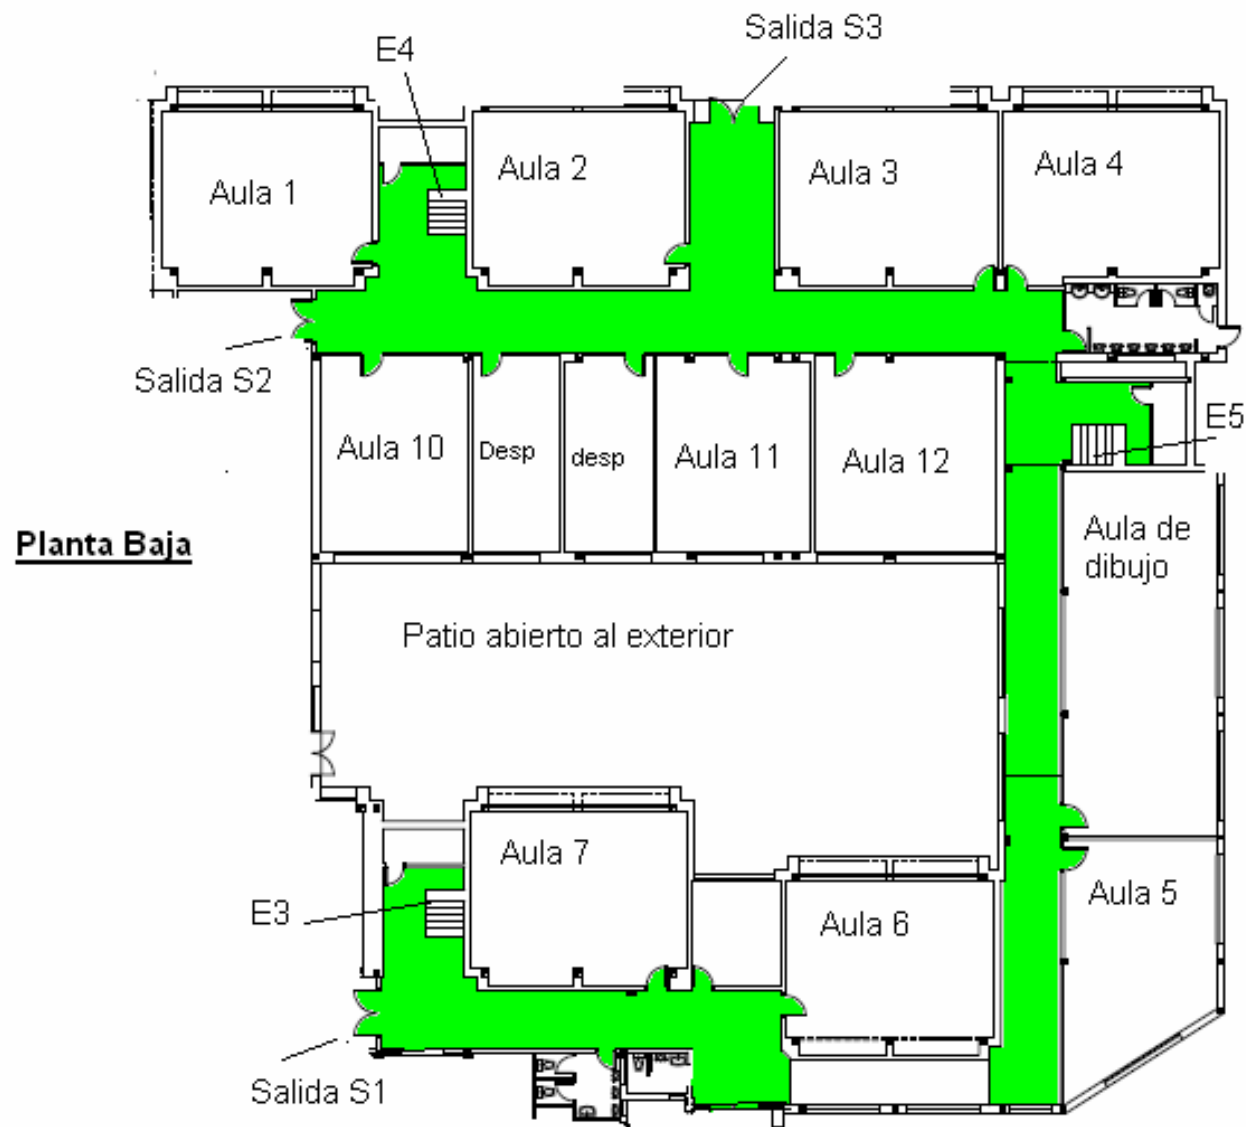 Salida S3
E4
Aula 1
Aula 2
Aula 3
Aula 4
Salida S2
E5
Aula 10
Desp
desp
Aula 11
Aula 12
Planta Baja
Aula de
dibujo
Patio abierto al exterior
Aula 7
E3
Aula 6
Aula 5
Salida S1